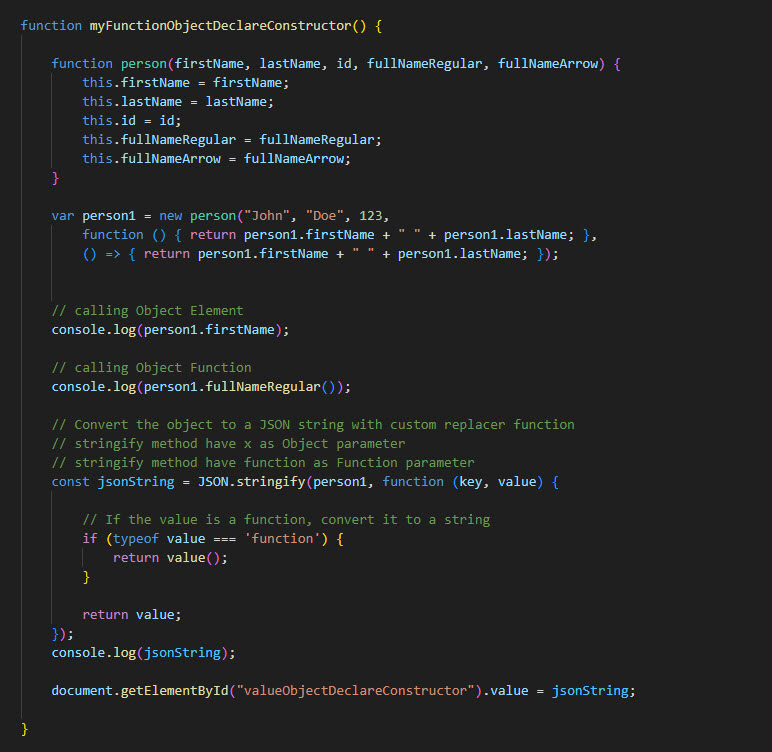 function myFunctionObjectDeclareConstructor() {
function person(firstName, lastName, id, fullNameRegular, fullNameArrow) {
this.firstName = firstName;
this.lastName = lastName;
this.id = id;
this.fullNameRegular = fullNameRegular;
this.fullNameArrow = fullNameArrow;
}
var person1 = new person("John", "Doe", 123,
function () { return person1.firstName + " " + person1.lastName; },
() => { return person1.firstName + " " + person1.lastName; });
// calling Object Element
console.log(person1.firstName);
// calling Object Function
console.log(person1.fullNameRegular());
// Convert the object to a JSON string with custom replacer function
// stringify method have x as Object parameter
// stringify method have function as Function parameter
const jsonString = JSON.stringify(person1, function (key, value) {
// If the value is a function, convert it to a string
if (typeof value === 'function') {
return value();
}
return value;
});
console.log(jsonString);
document.getElementById("valueObjectDeclareConstructor").value = jsonString;
}